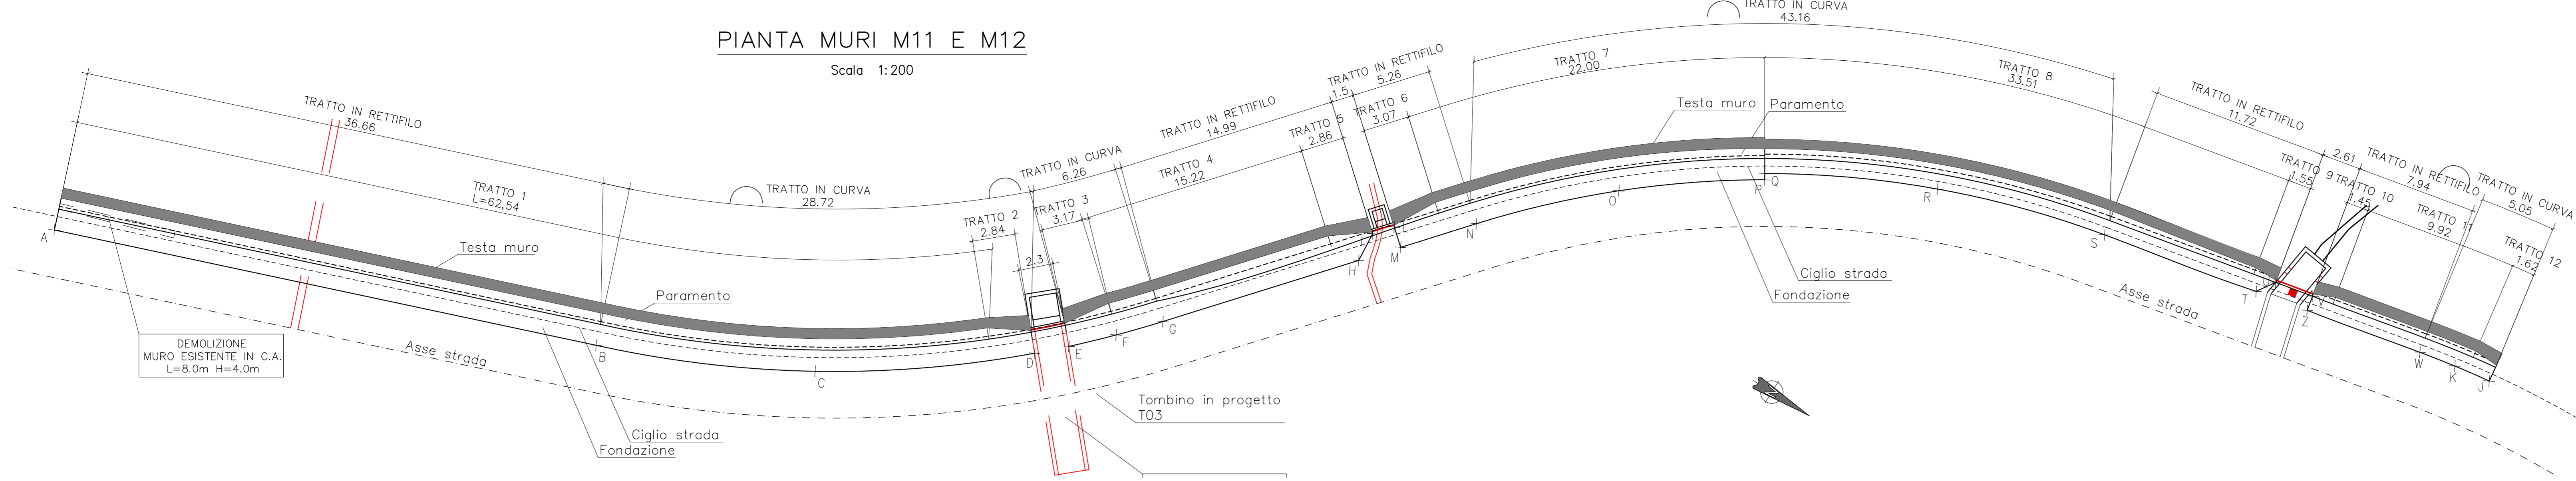 PIANTA MURI M11 E M12
Scala 1:200
TRATTO IN RETTIFILO
36.66
TRATTO 1
L=62,54
TRATTO IN CURVA
28.72
TRATTO 2
2.84
2.3
TRATTO IN CURVA
6.26
TRATTO 3
3.17
TRATTO IN RETTIFILO
14.99
TRATTO 4
15.22
TRATTO 5
2.86
1.5
TRATTO IN RETTIFILO
5.26
TRATTO 6
3.07
TRATTO IN CURVA
43.16
TRATTO 7
22.00
TRATTO 8
33.51
TRATTO IN RETTIFILO
11.72
TRATTO 9
1.55
2.61
TRATTO 10
1.45
TRATTO IN RETTIFILO
7.94
TRATTO 11
9.92
TRATTO IN CURVA
5.05
TRATTO 12
1.62
Testa muro
Paramento
Testa muro
Paramento
A
B
C
D
E
F
G
H
I
L
M
N
O
P
Q
R
S
T
U
V
Z
W
K
J
DEMOLIZIONE
MURO ESISTENTE IN C.A.
L=8.0m H=4.0m
Asse strada
Ciglio strada
Fondazione
Tombino in progetto
T03
Ciglio strada
Fondazione
Asse strada